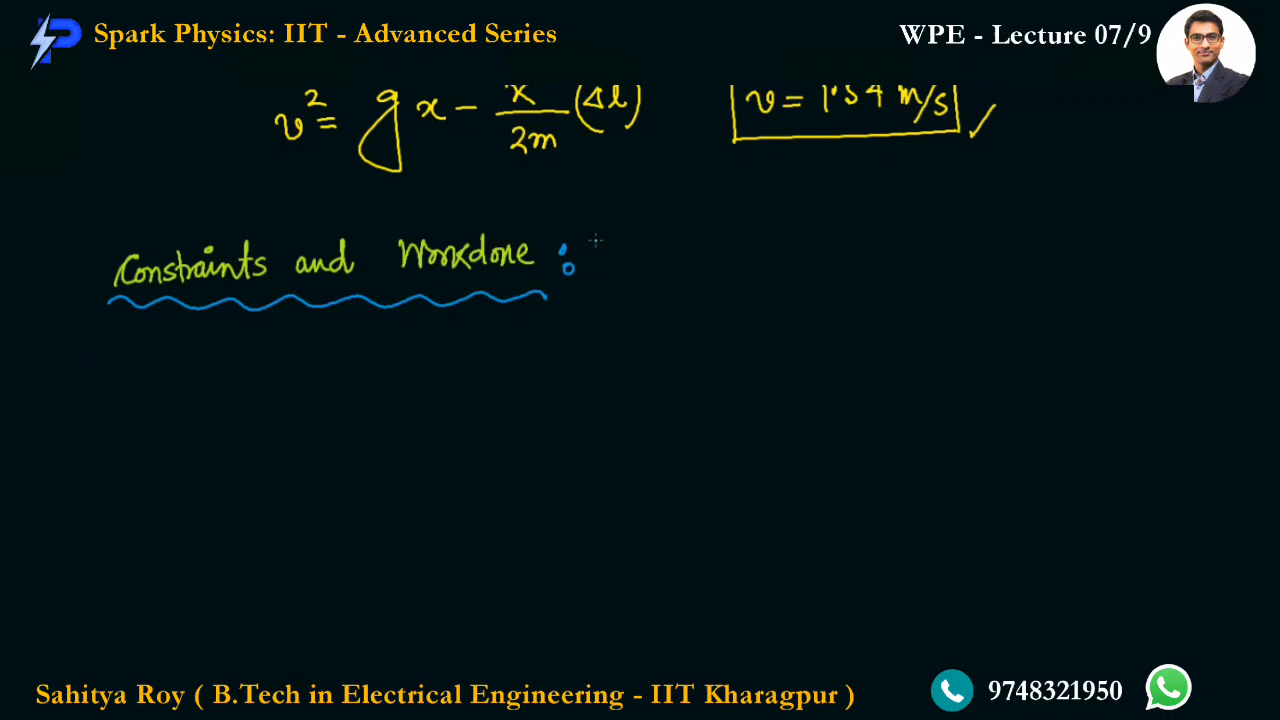 Spark Physics: IIT - Advanced Series
WPE - Lecture 07/9
v² = gx - x/2m (Δl)
v = 1.54 m/s ✓
Constraints and Workdone :
Sahitya Roy ( B.Tech in Electrical Engineering - IIT Kharagpur )
9748321950